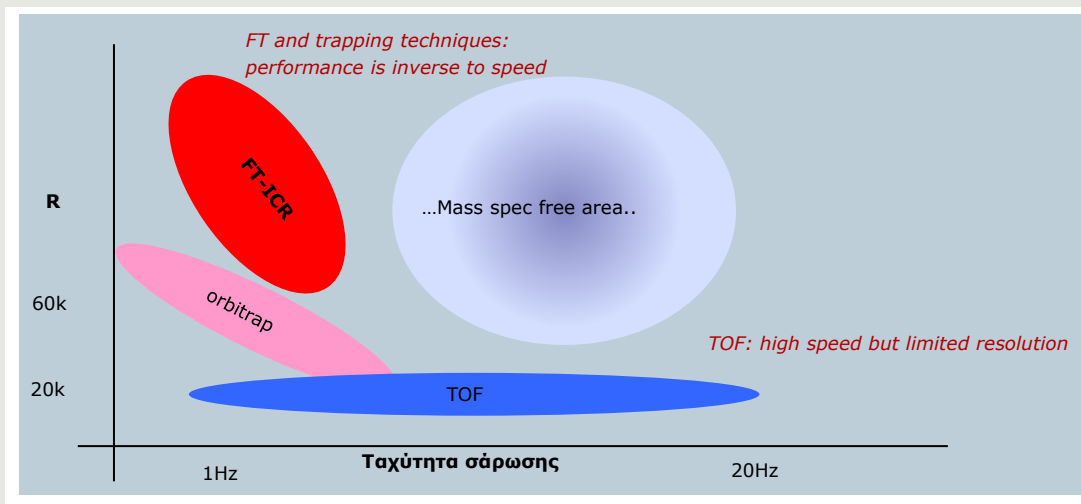 FT and trapping techniques:
performance is inverse to speed
FT-ICR
R
…Mass spec free area..
orbitrap
60k
TOF: high speed but limited resolution
20k
TOF
Ταχύτητα σάρωσης
1Hz
20Hz